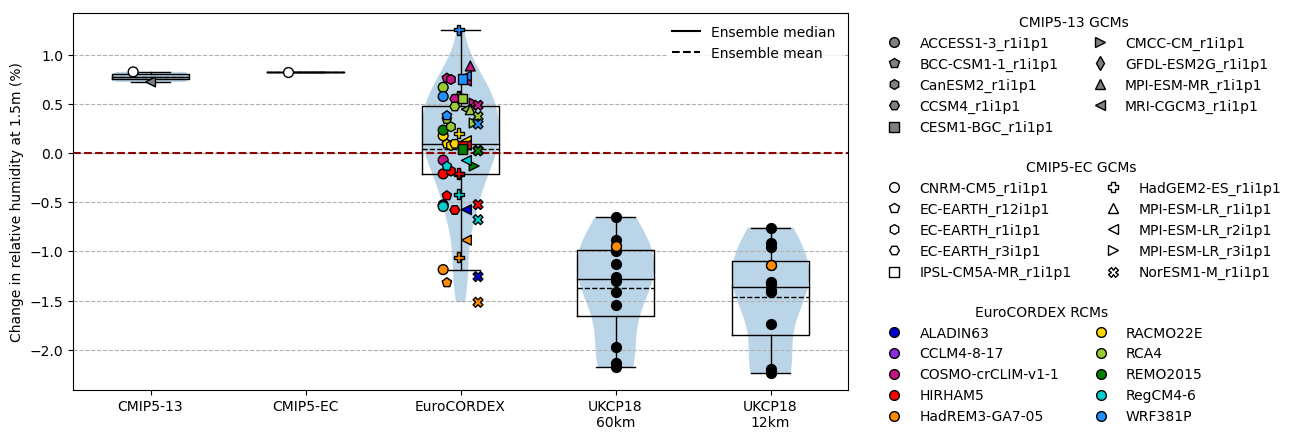 Change in relative humidity at 1.5m (%)
1.0
0.5
0.0
−0.5
−1.0
−1.5
−2.0
CMIP5-13
CMIP5-EC
EuroCORDEX
UKCP18
60km
UKCP18
12km
Ensemble median
Ensemble mean
CMIP5-13 GCMs
ACCESS1-3_r1i1p1
BCC-CSM1-1_r1i1p1
CanESM2_r1i1p1
CCSM4_r1i1p1
CESM1-BGC_r1i1p1
CMCC-CM_r1i1p1
GFDL-ESM2G_r1i1p1
MPI-ESM-MR_r1i1p1
MRI-CGCM3_r1i1p1
CMIP5-EC GCMs
CNRM-CM5_r1i1p1
EC-EARTH_r12i1p1
EC-EARTH_r1i1p1
EC-EARTH_r3i1p1
IPSL-CM5A-MR_r1i1p1
HadGEM2-ES_r1i1p1
MPI-ESM-LR_r1i1p1
MPI-ESM-LR_r2i1p1
MPI-ESM-LR_r3i1p1
NorESM1-M_r1i1p1
EuroCORDEX RCMs
ALADIN63
CCLM4-8-17
COSMO-crCLIM-v1-1
HIRHAM5
HadREM3-GA7-05
RACMO22E
RCA4
REMO2015
RegCM4-6
WRF381P